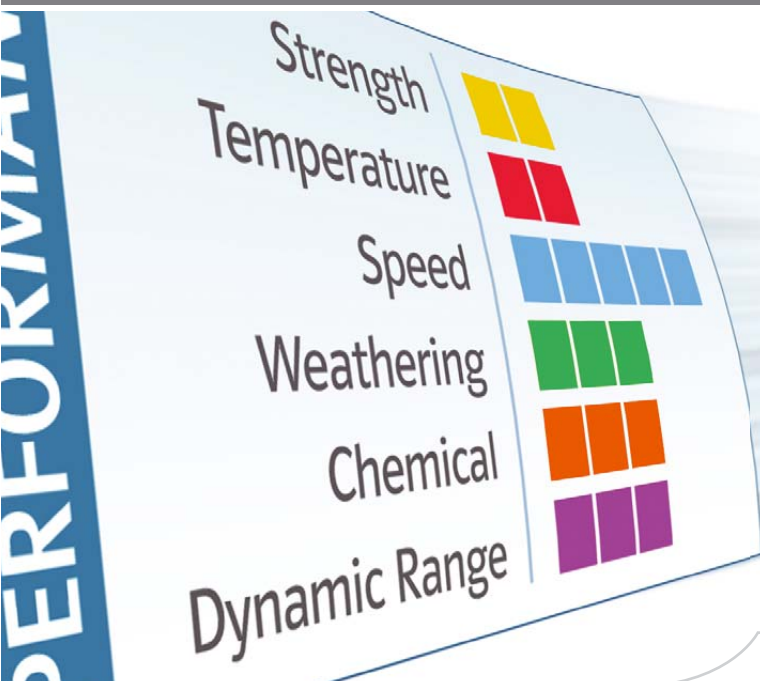 PERFORMAN
Strength
Temperature
Speed
Weathering
Chemical
Dynamic Range